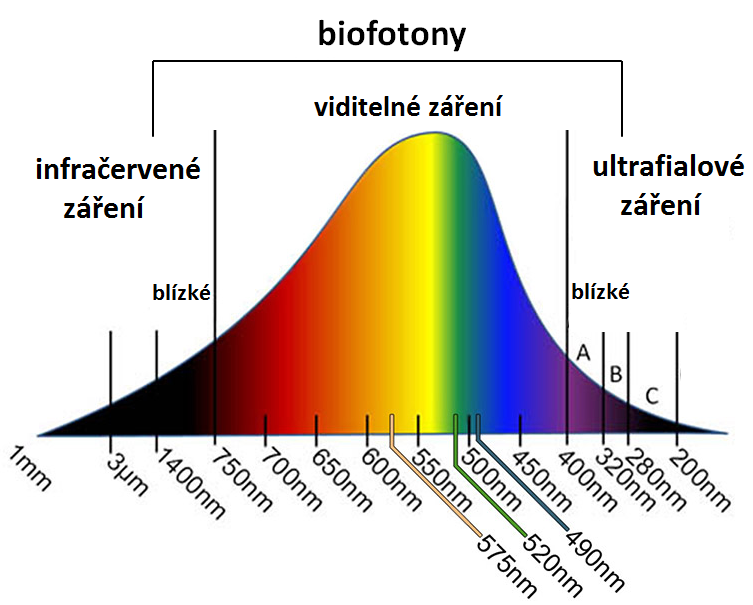 biofotony
viditelné záření
infračervené
záření
ultrafialové
záření
blízké
blízké
A
B
C
1mm
3µm
1400nm
750nm
700nm
650nm
600nm
550nm
500nm
450nm
400nm
320nm
280nm
200nm
575nm
520nm
490nm